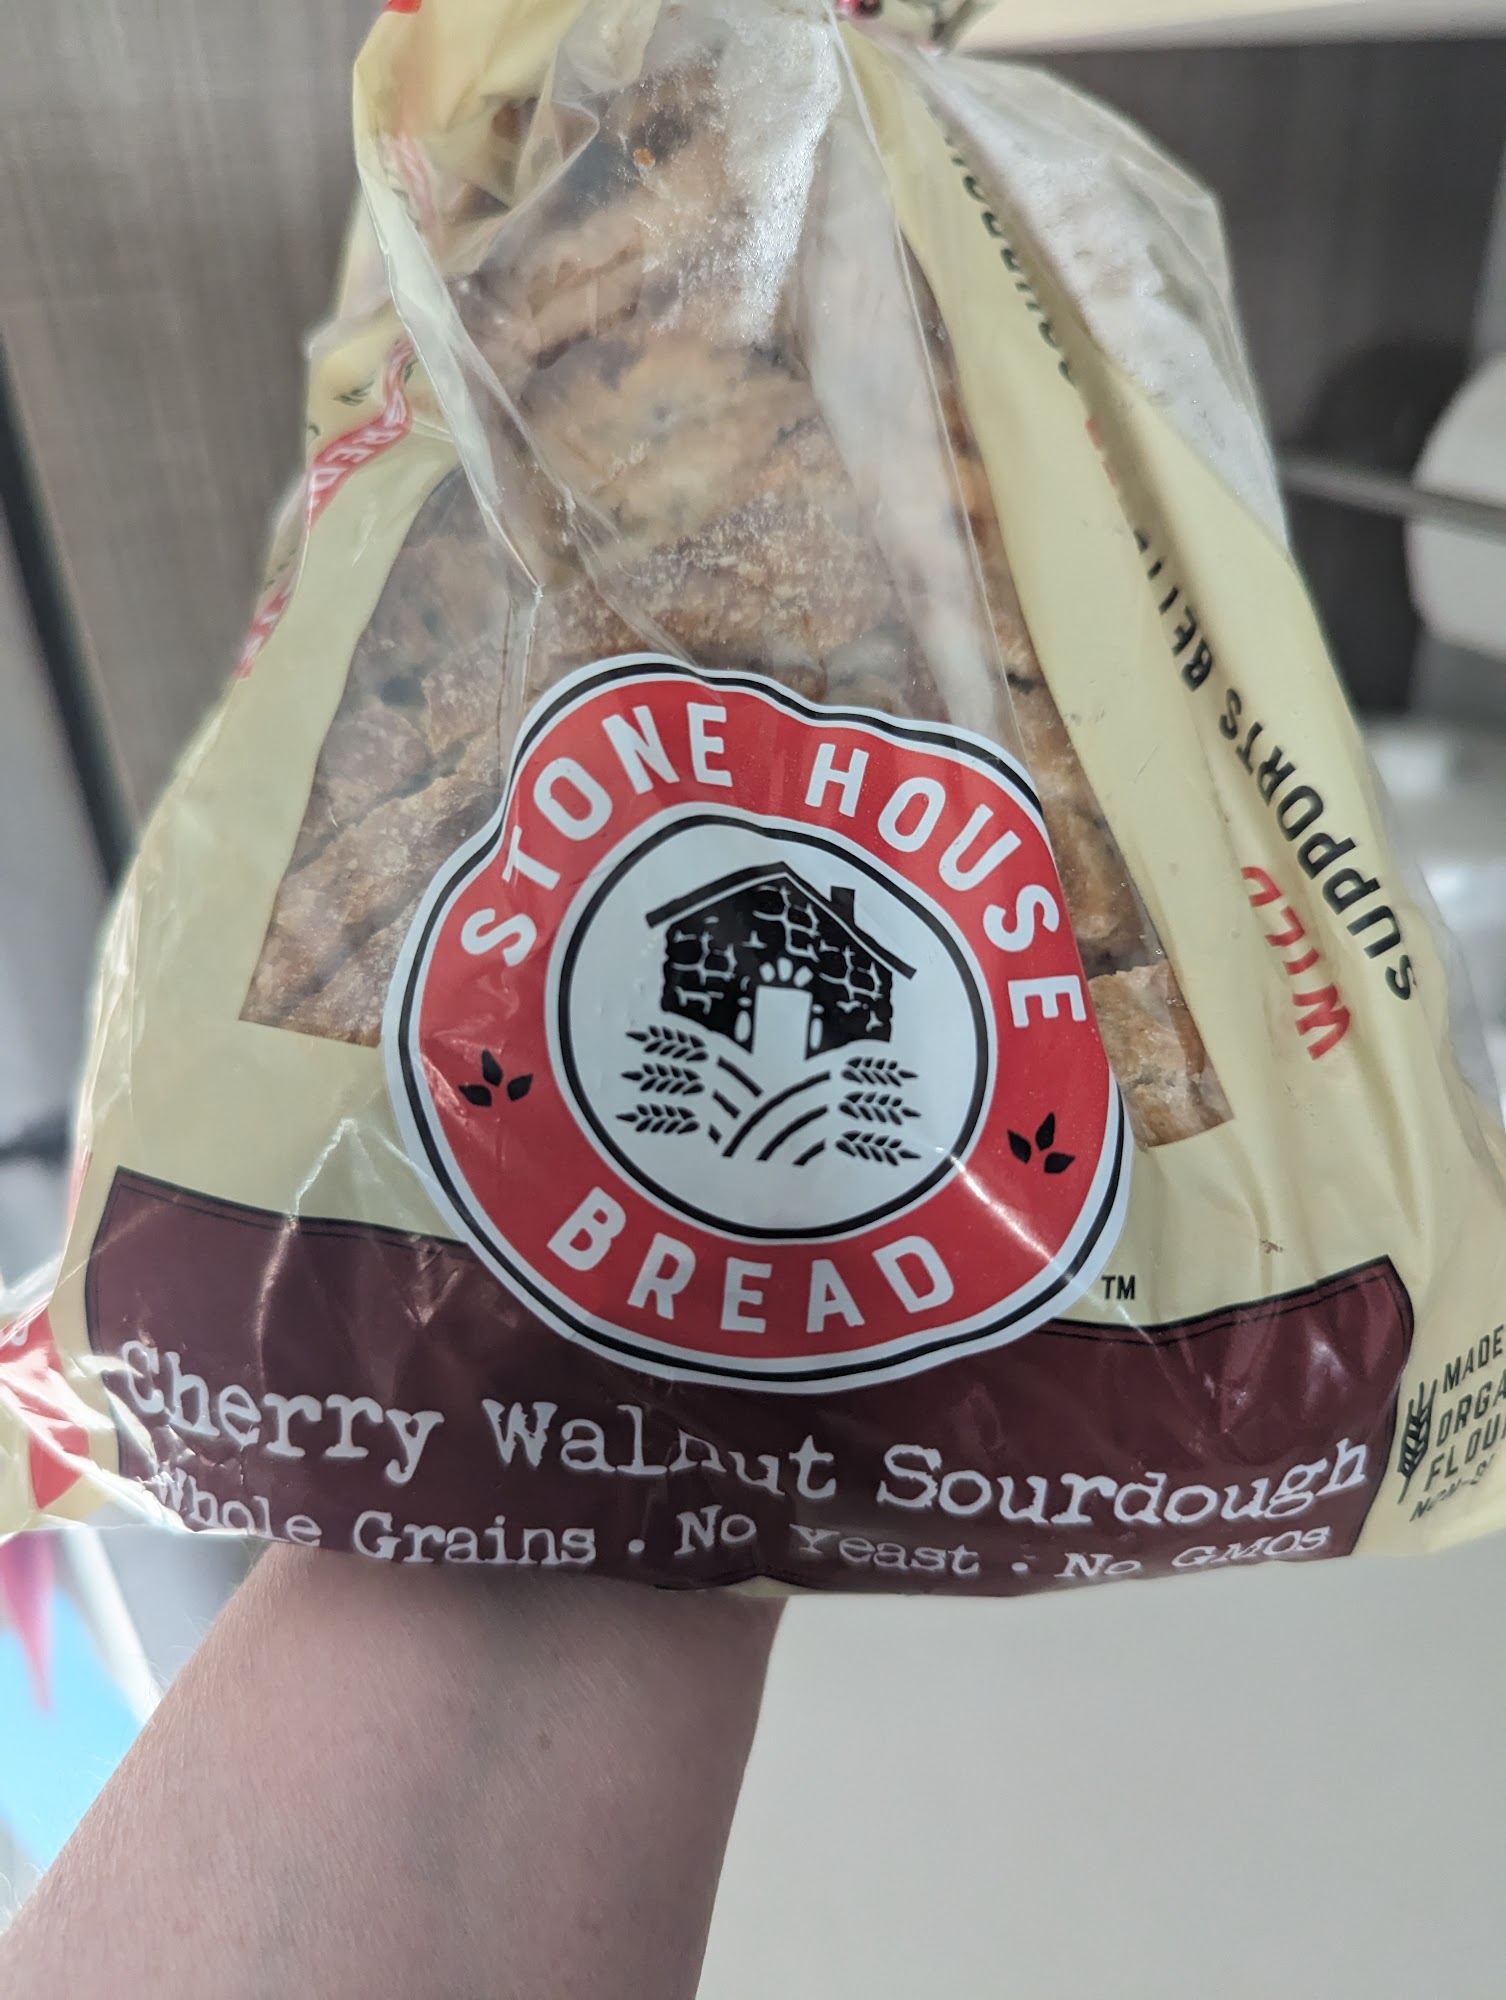 STONE HOUSE
BREAD
TM
Cherry Walnut Sourdough
Whole Grains . No Yeast . No GMOs
SUPPORTS
WILD
MADE